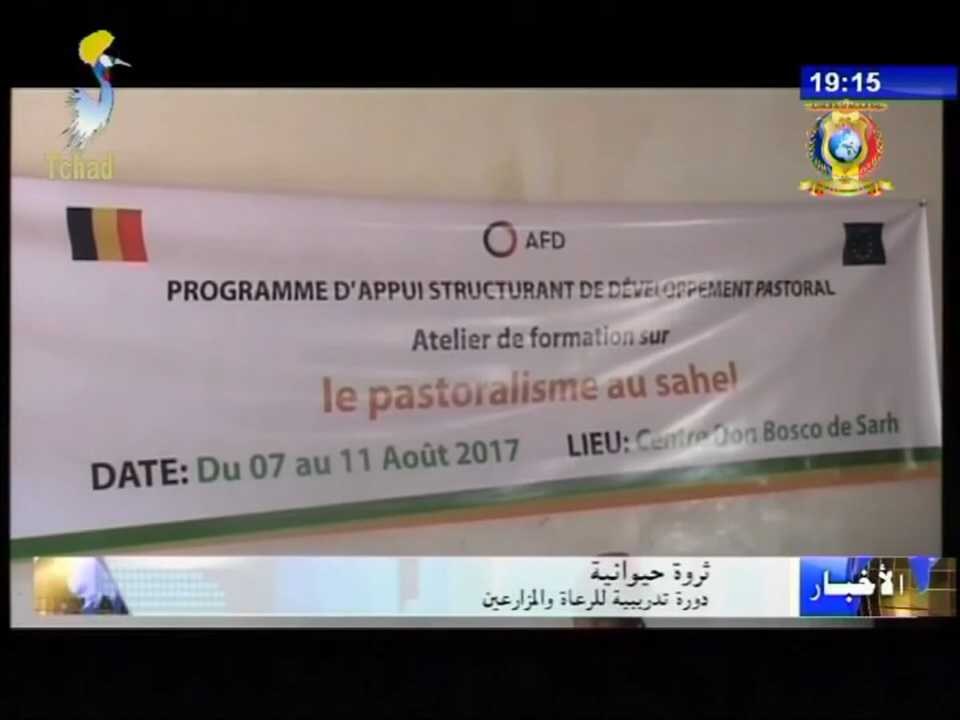 19:15
Tchad
AFD
PROGRAMME D'APPUI STRUCTURANT DE DÉVELOPPEMENT PASTORAL
Atelier de formation sur
le pastoralisme au sahel
DATE: Du 07 au 11 Août 2017
LIEU: Centre Don Bosco de Sarh
ثروة حيوانية
دورة تدريبية للرعاة والمزارعين
الأخبار